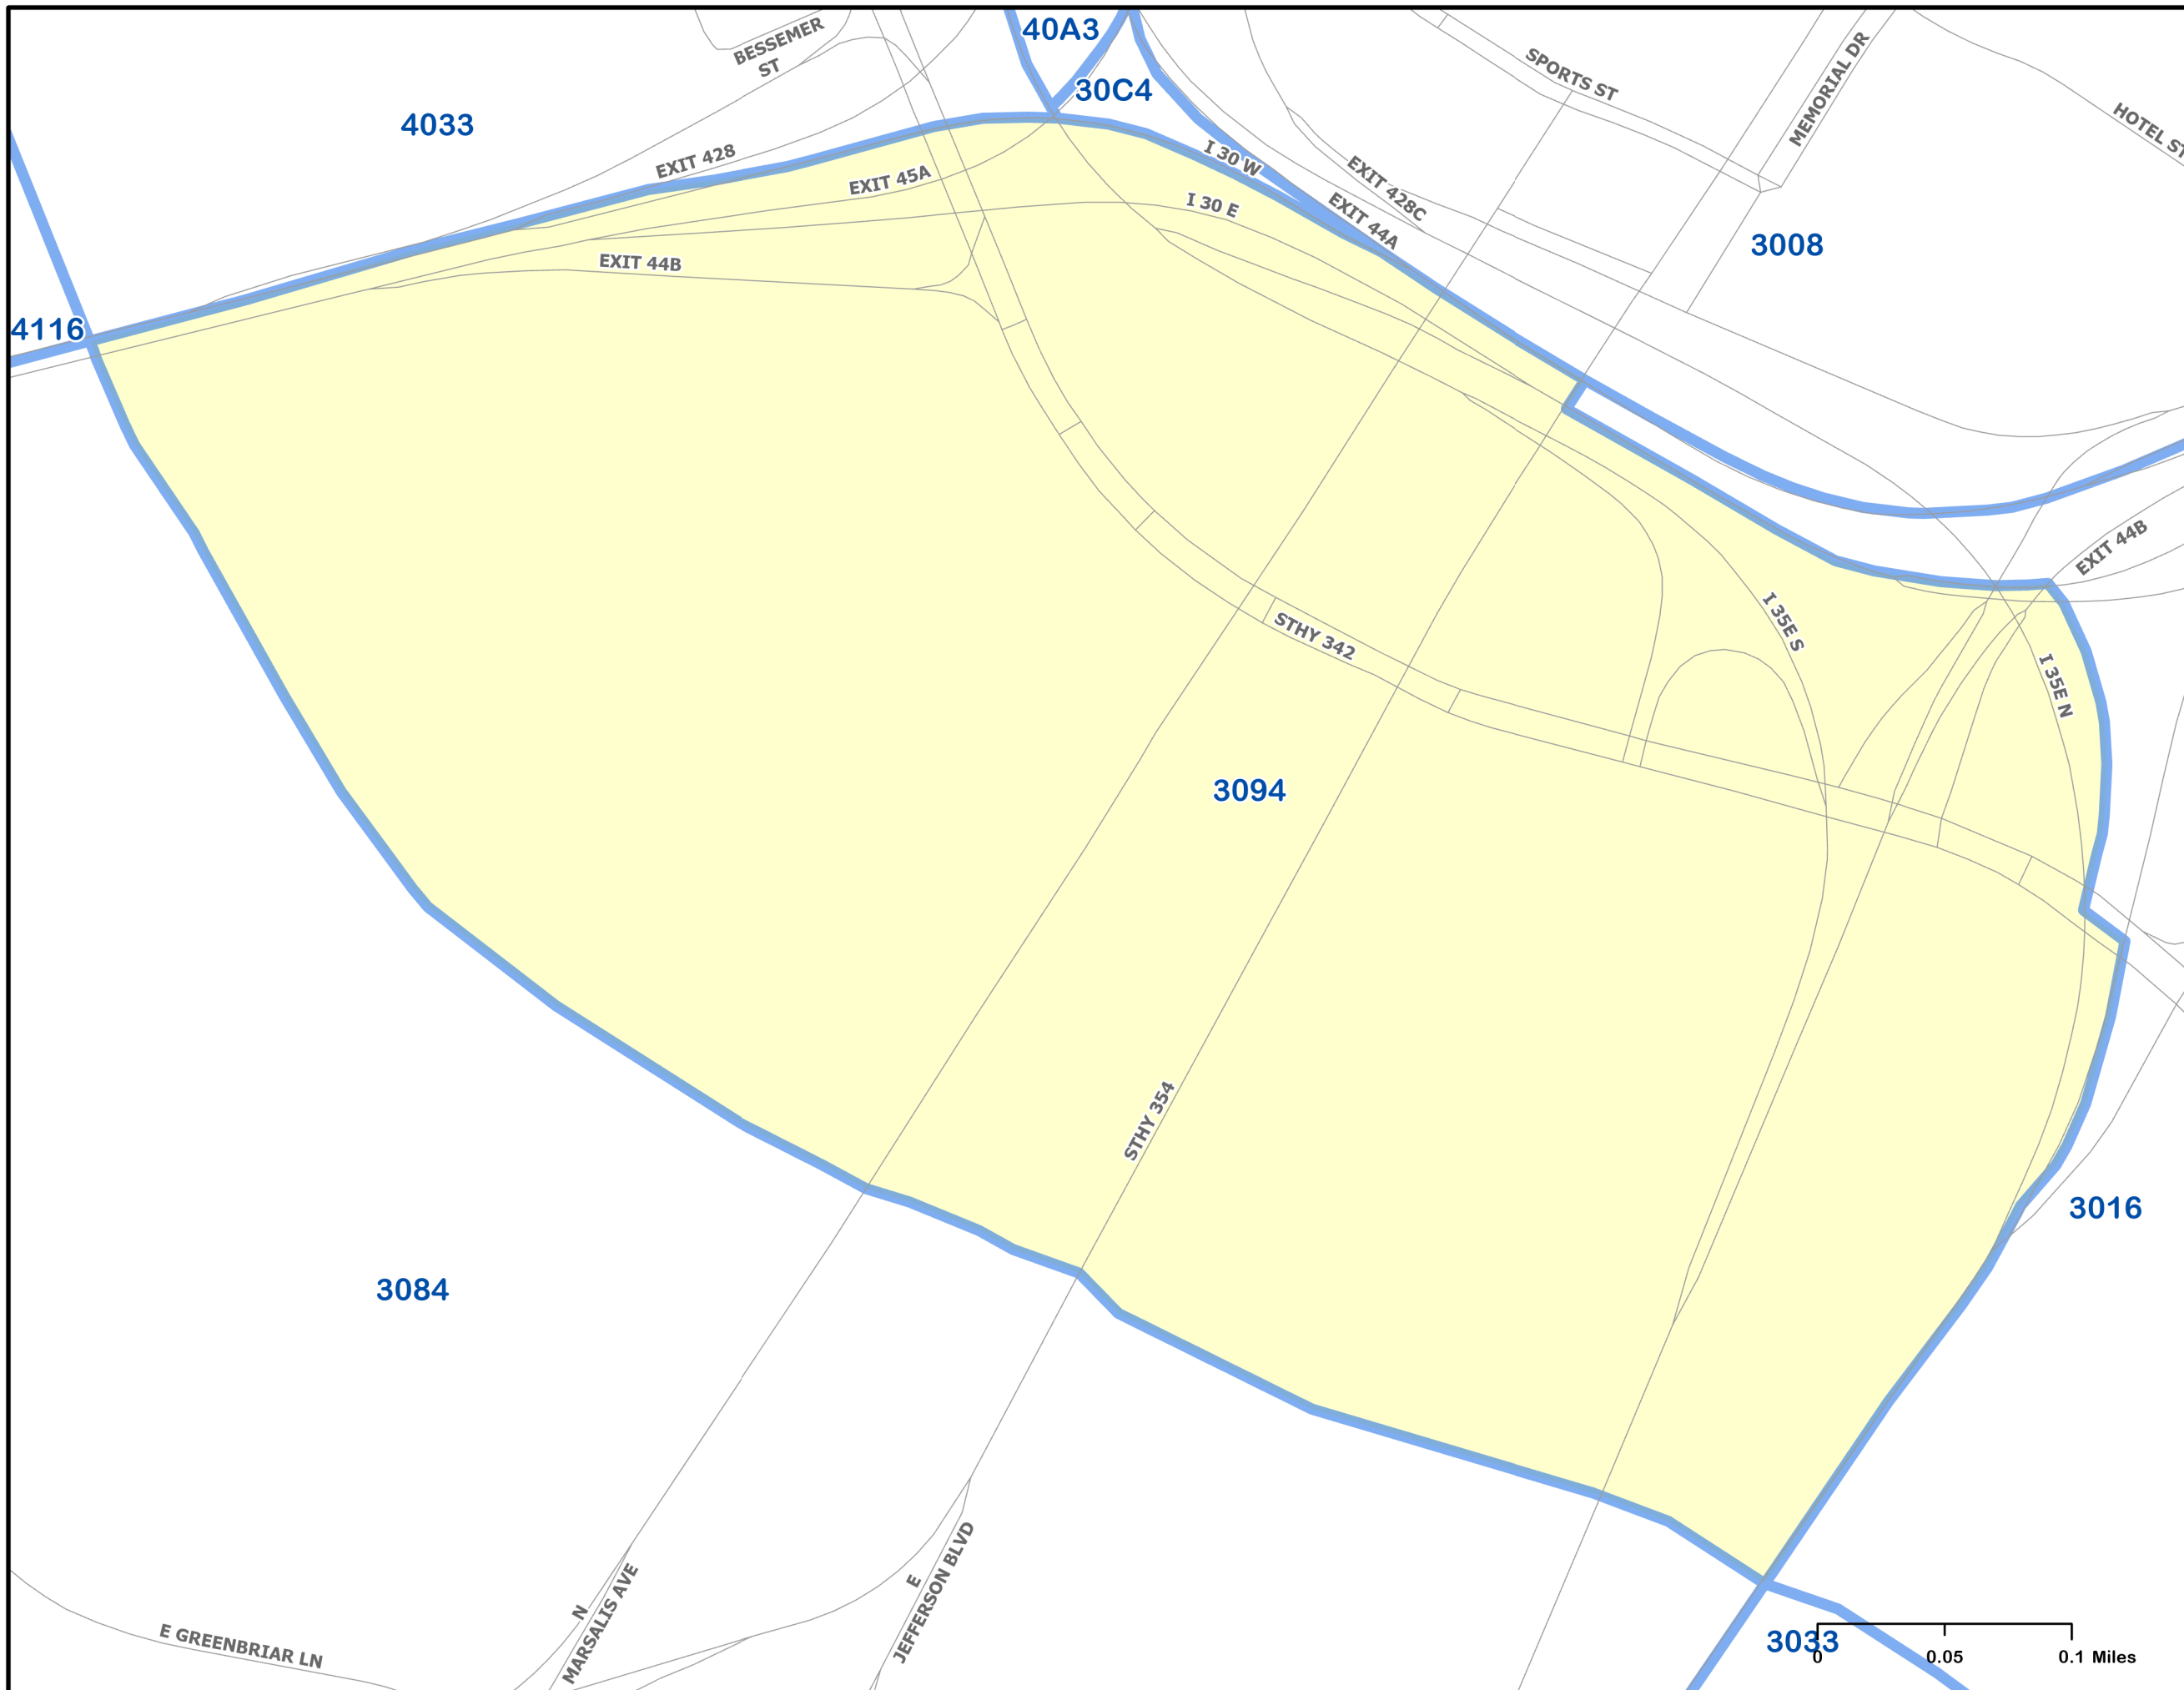 40A3
BESSEMER
ST
SPORTS ST
MEMORIAL DR
30C4
HOTEL ST
4033
EXIT 428
I 30 W
EXIT 428C
EXIT 45A
I 30 E
EXIT 44A
3008
EXIT 44B
4116
EXIT 44B
STHY 342
I 35E S
I 35E N
3094
STHY 354
3016
3084
E
JEFFERSON BLVD
N
MARSALIS AVE
E GREENBRIAR LN
3033
0 0.05 0.1 Miles